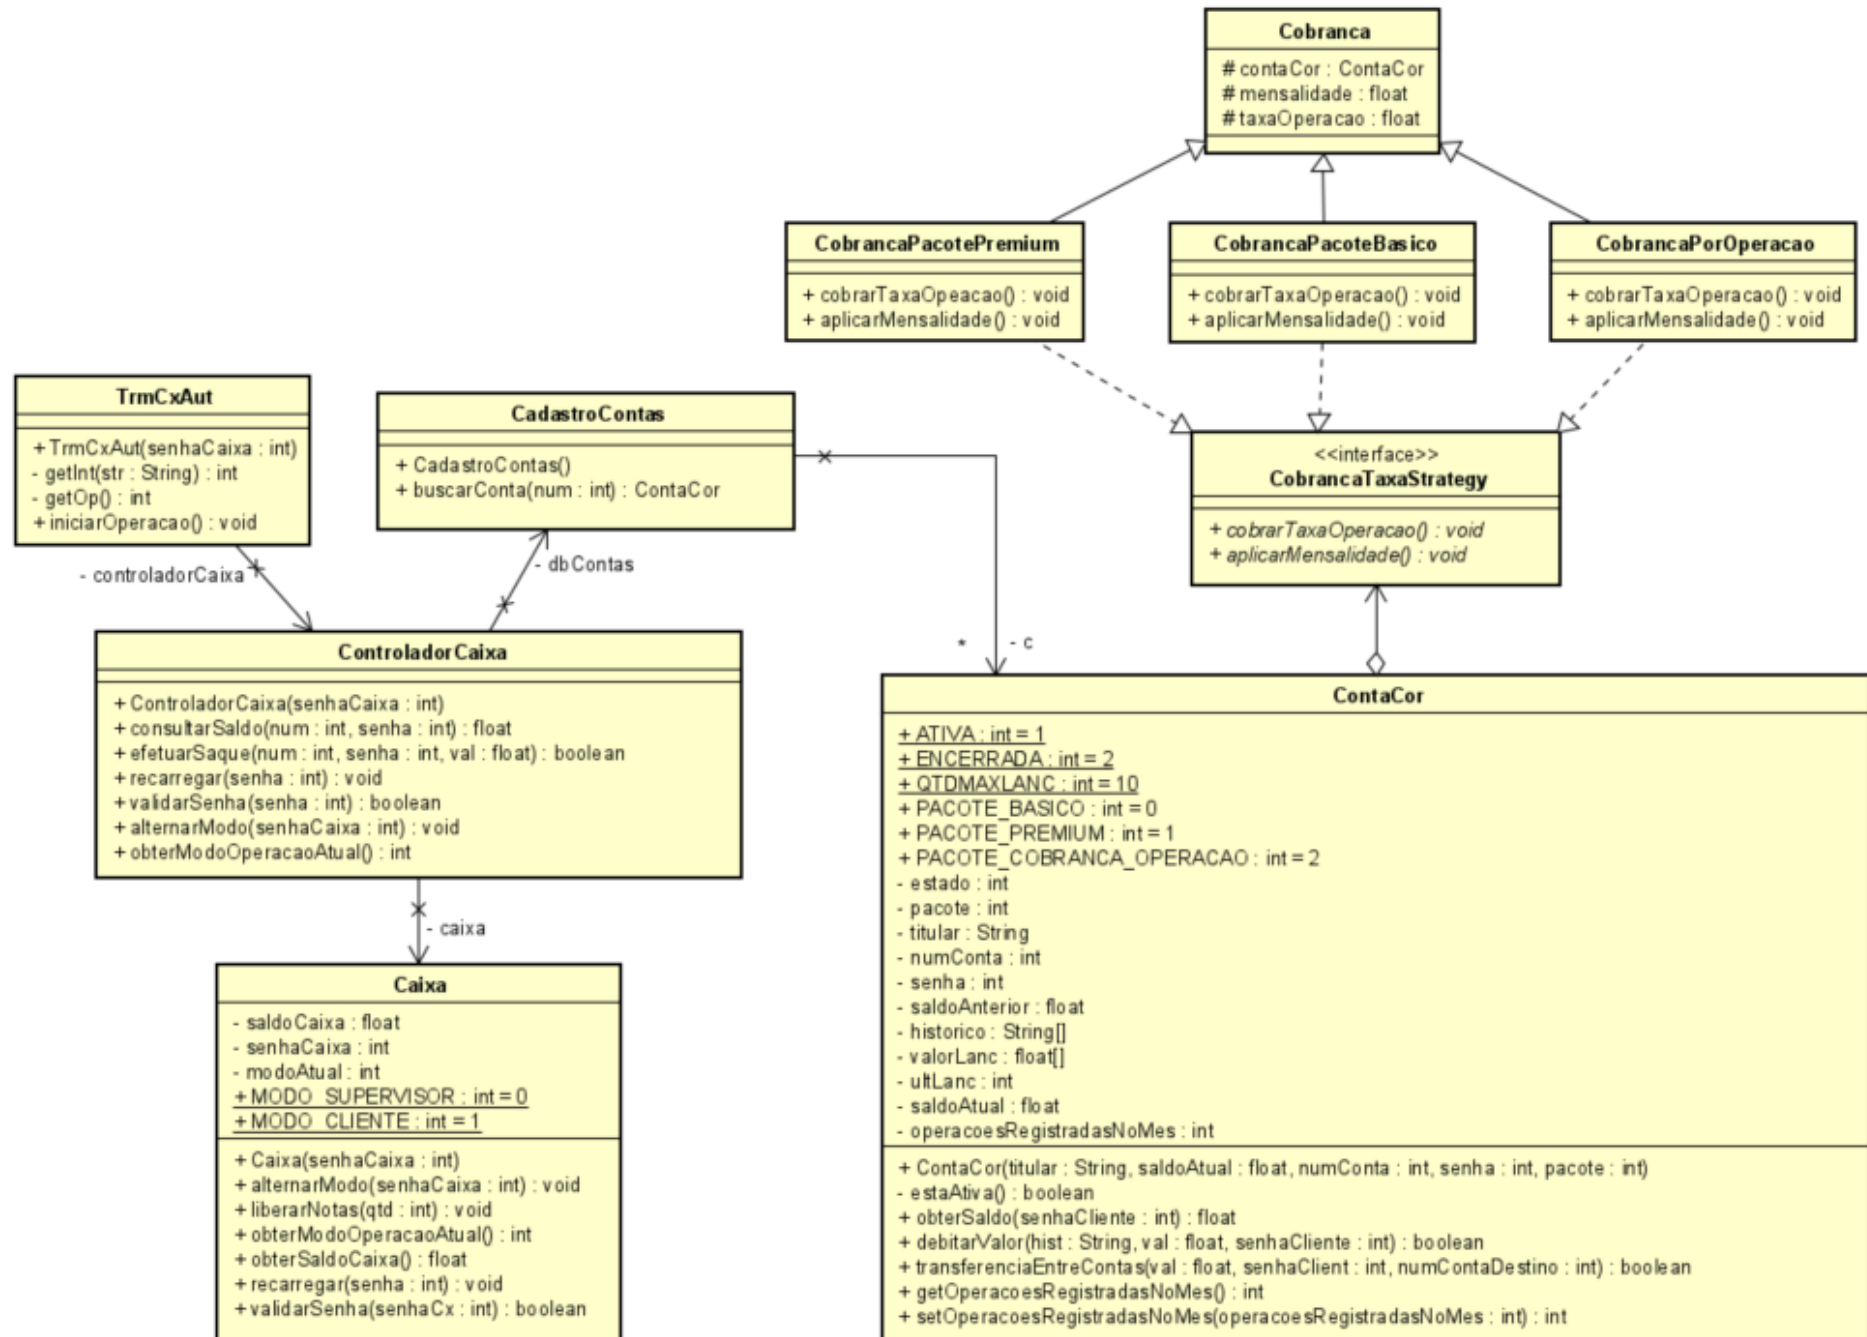 Cobranca
# contaCor : ContaCor
# mensalidade : float
# taxaOperacao : float
CobrancaPacotePremium
+ cobrarTaxaOpeacao() : void
+ aplicarMensalidade() : void
CobrancaPacoteBasico
+ cobrarTaxaOperacao() : void
+ aplicarMensalidade() : void
CobrancaPorOperacao
+ cobrarTaxaOperacao() : void
+ aplicarMensalidade() : void
TrmCxAut
+ TrmCxAut(senhaCaixa : int)
- getInt(str : String) : int
- getOp() : int
+ iniciarOperacao() : void
CadastroContas
+ CadastroContas()
+ buscarConta(num : int) : ContaCor
<<interface>>
CobrancaTaxaStrategy
+ cobrarTaxaOperacao() : void
+ aplicarMensalidade() : void
- controladorCaixa
- dbContas
* - c
ControladorCaixa
+ ControladorCaixa(senhaCaixa : int)
+ consultarSaldo(num : int, senha : int) : float
+ efetuarSaque(num : int, senha : int, val : float) : boolean
+ recarregar(senha : int) : void
+ validarSenha(senha : int) : boolean
+ alternarModo(senhaCaixa : int) : void
+ obterModoOperacaoAtual() : int
- caixa
Caixa
- saldoCaixa : float
- senhaCaixa : int
- modoAtual : int
+ MODO_SUPERVISOR : int = 0
+ MODO_CLIENTE : int = 1
+ Caixa(senhaCaixa : int)
+ alternarModo(senhaCaixa : int) : void
+ liberarNotas(qtd : int) : void
+ obterModoOperacaoAtual() : int
+ obterSaldoCaixa() : float
+ recarregar(senha : int) : void
+ validarSenha(senhaCx : int) : boolean
ContaCor
+ ATIVA : int = 1
+ ENCERRADA : int = 2
+ QTDMAXLANC : int = 10
+ PACOTE_BASICO : int = 0
+ PACOTE_PREMIUM : int = 1
+ PACOTE_COBRANCA_OPERACAO : int = 2
- estado : int
- pacote : int
- titular : String
- numConta : int
- senha : int
- saldoAnterior : float
- historico : String[]
- valorLanc : float[]
- ultLanc : int
- saldoAtual : float
- operacoesRegistradasNoMes : int
+ ContaCor(titular : String, saldoAtual : float, numConta : int, senha : int, pacote : int)
- estaAtiva() : boolean
+ obterSaldo(senhaCliente : int) : float
+ debitarValor(hist : String, val : float, senhaCliente : int) : boolean
+ transferenciaEntreContas(val : float, senhaClient : int, numContaDestino : int) : boolean
+ getOperacoesRegistradasNoMes() : int
+ setOperacoesRegistradasNoMes(operacoesRegistradasNoMes : int) : int